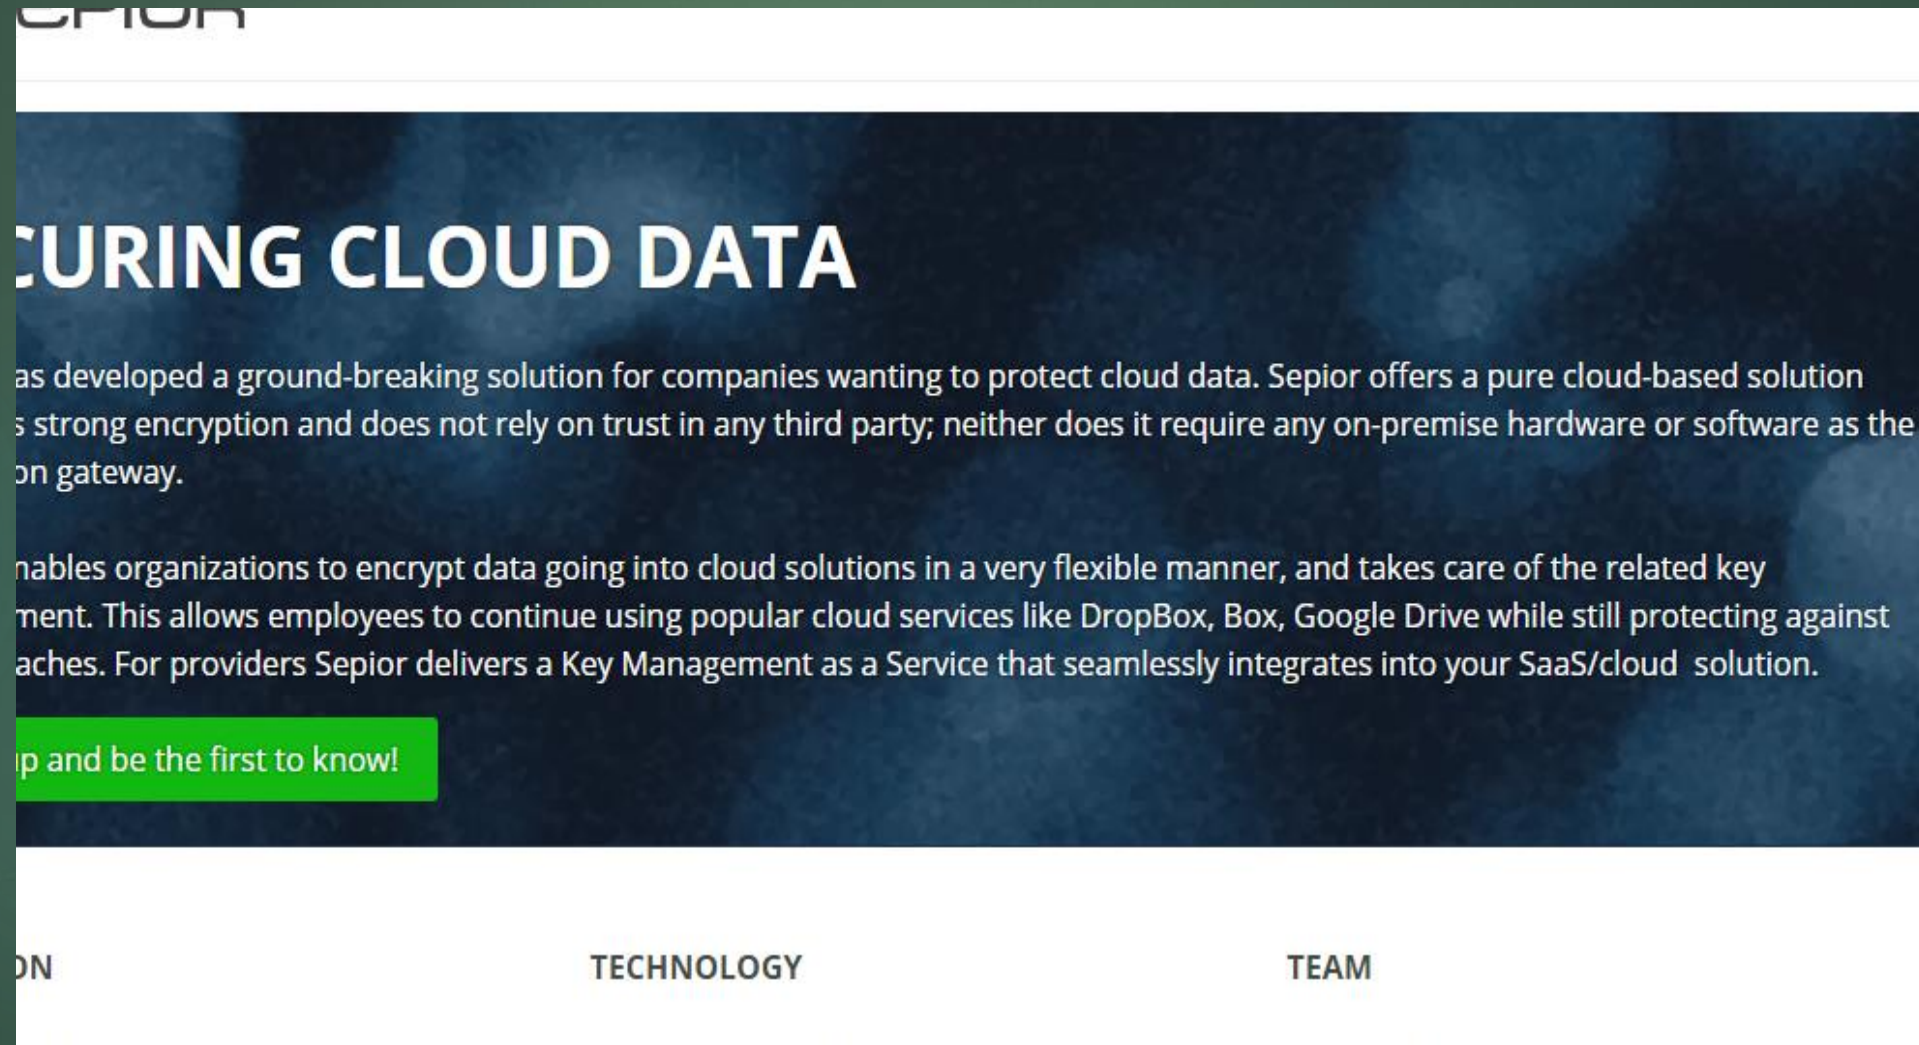 EPIOR
CURING CLOUD DATA
as developed a ground-breaking solution for companies wanting to protect cloud data. Sepior offers a pure cloud-based solution
s strong encryption and does not rely on trust in any third party; neither does it require any on-premise hardware or software as the
on gateway.
nables organizations to encrypt data going into cloud solutions in a very flexible manner, and takes care of the related key
ment. This allows employees to continue using popular cloud services like DropBox, Box, Google Drive while still protecting against
aches. For providers Sepior delivers a Key Management as a Service that seamlessly integrates into your SaaS/cloud solution.
up and be the first to know!
ON TECHNOLOGY TEAM